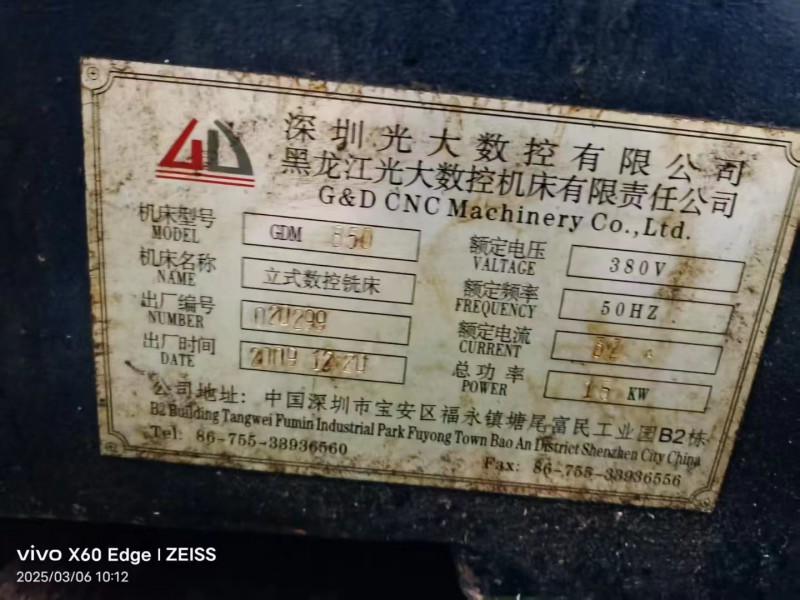 深圳光大数控有限公司
黑龙江光大数控机床有限责任公司
G&D CNC Machinery Co.,Ltd.
机床型号 GDM 850
MODEL
机床名称 立式数控铣床
NAME
出厂编号
NUMBER
出厂时间 2009 12 20
DATE
额定电压 380V
VALTAGE
额定频率 50HZ
FREQUENCY
额定电流
CURRENT
总功率 15 KW
POWER
公司地址：中国深圳市宝安区福永镇塘尾富民工业园B2栋
B2 Building Tangwei Fumin Industrial Park Fuyong Town Bao An District Shenzhen City China
Tel: 86-755-33936560
Fax: 86-755-33936556
vivo X60 Edge | ZEISS
2025/03/06 10:12